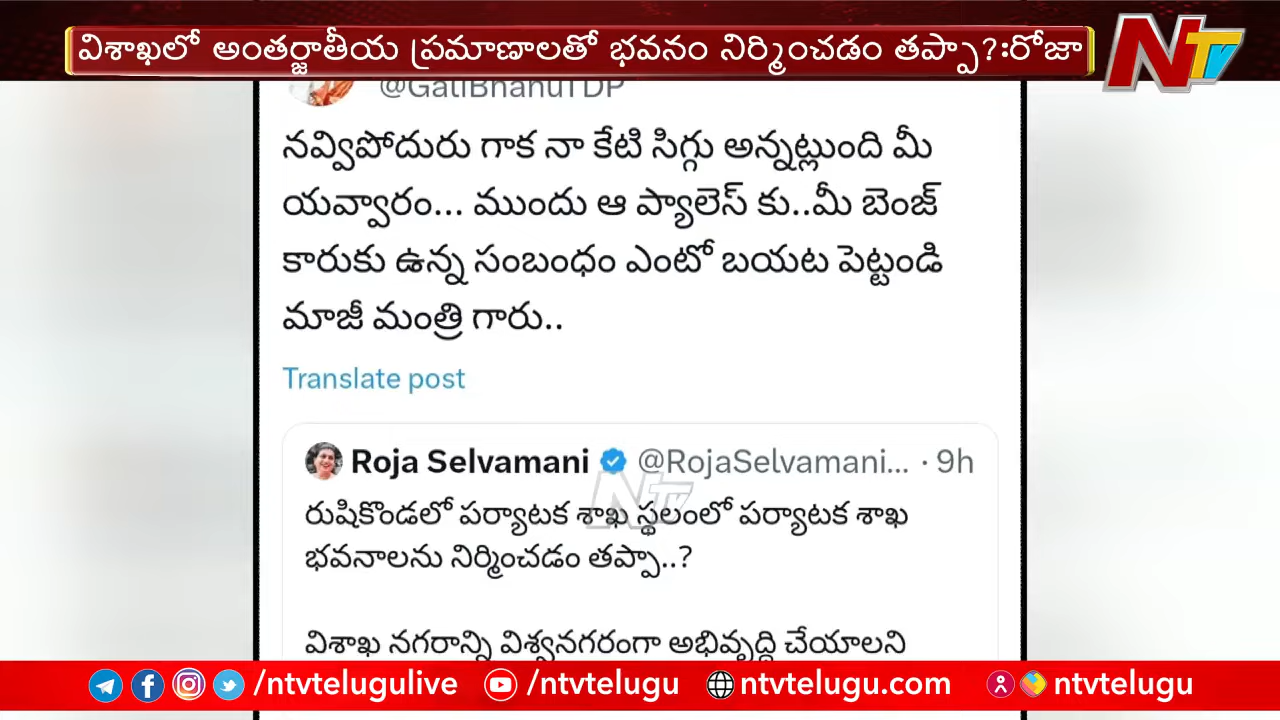 విశాఖలో అంతర్జాతీయ ప్రమాణాలతో భవనం నిర్మించడం తప్పా?:రోజా
NTV
@GaliBhanuTDP
నవ్విపోదురు గాక నా కేటి సిగ్గు అన్నట్లుంది మీ
యవ్వారం... ముందు ఆ ప్యాలెస్ కు..మీ బెంజ్
కారుకు ఉన్న సంబంధం ఎంటో బయట పెట్టండి
మాజీ మంత్రి గారు..
Translate post
Roja Selvamani @RojaSelvamani... · 9h
రుషికొండలో పర్యాటక శాఖ స్థలంలో పర్యాటక శాఖ
భవనాలను నిర్మించడం తప్పా..?
NTV
విశాఖ నగరాన్ని విశ్వనగరంగా అభివృద్ధి చేయాలని
/ntvtelugulive /ntvtelugu ntvtelugu.com ntvtelugu